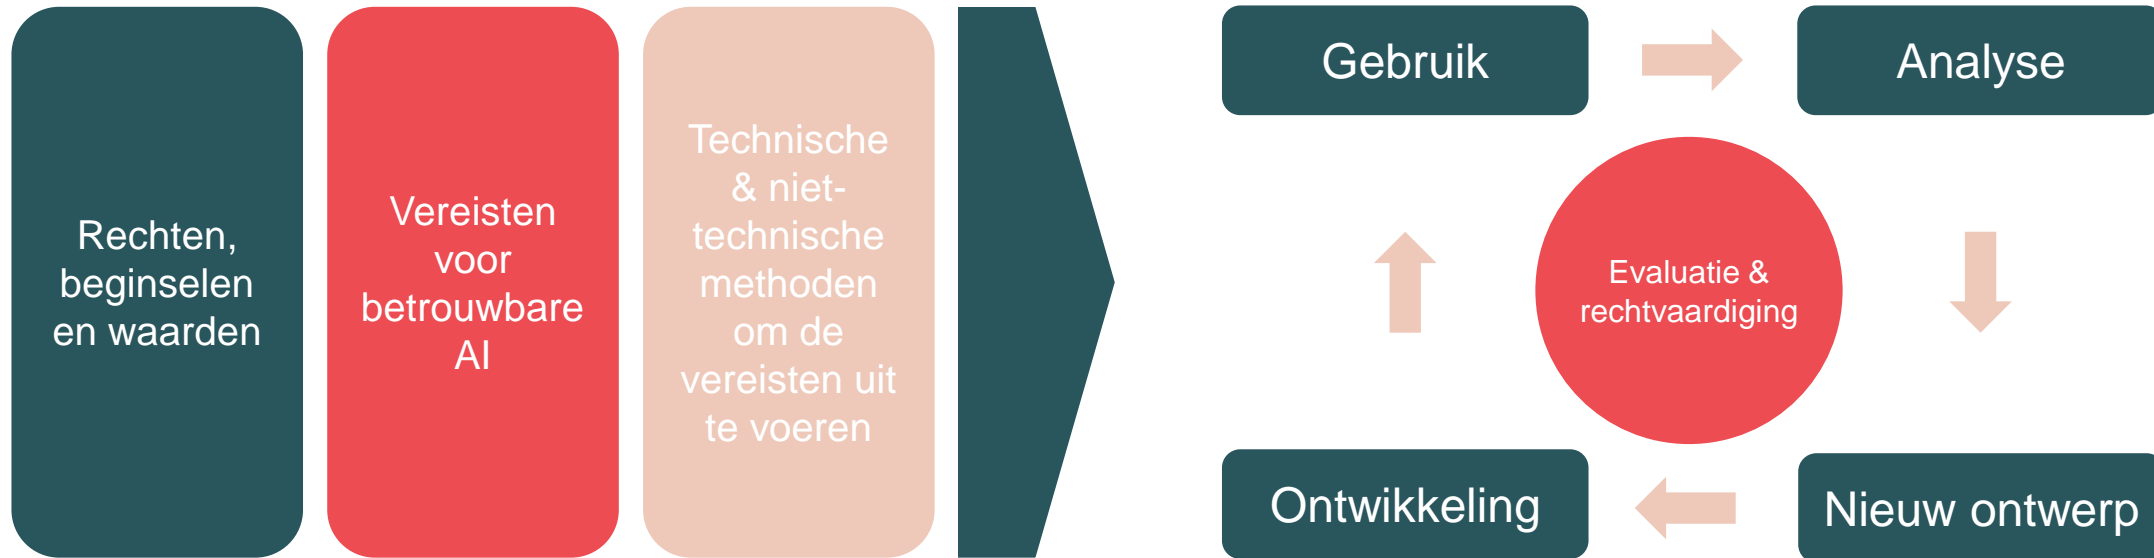 Rechten,
beginselen
en waarden
Vereisten
voor
betrouwbare
AI
Technische
& niet-
technische
methoden
om de
vereisten uit
te voeren
Gebruik
Analyse
Evaluatie &
rechtvaardiging
Ontwikkeling
Nieuw ontwerp